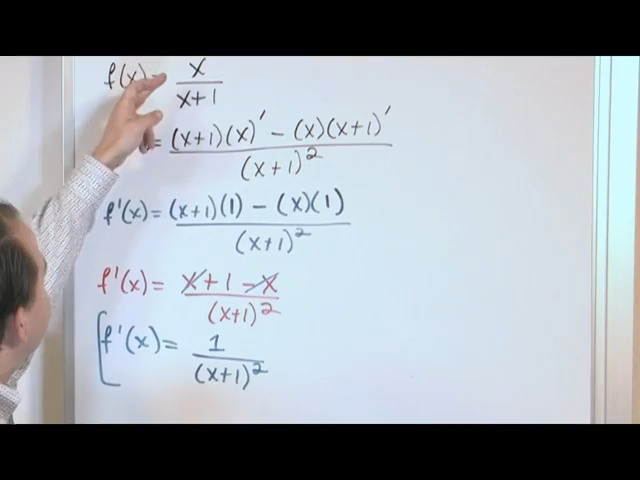 f(x) = x/(x+1)
= ((x+1)(x)' - (x)(x+1)')/(x+1)²
f'(x) = ((x+1)(1) - (x)(1))/(x+1)²
f'(x) = (x+1-x)/(x+1)²
f'(x) = 1/(x+1)²